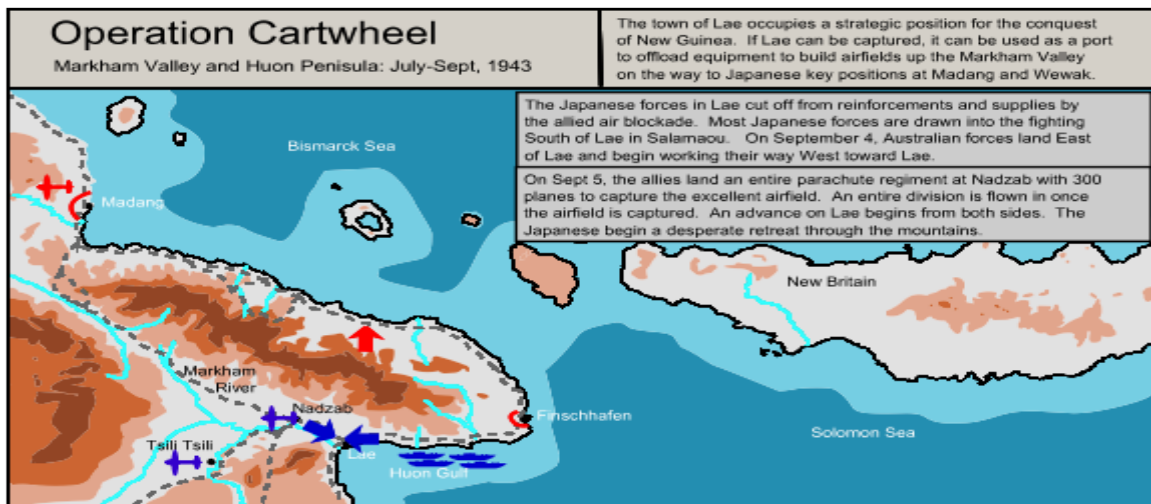 Operation Cartwheel
Markham Valley and Huon Penisula: July-Sept, 1943
The town of Lae occupies a strategic position for the conquest
of New Guinea. If Lae can be captured, it can be used as a port
to offload equipment to build airfields up the Markham Valley
on the way to Japanese key positions at Madang and Wewak.
The Japanese forces in Lae cut off from reinforcements and supplies by
the allied air blockade. Most Japanese forces are drawn into the fighting
South of Lae in Salamaou. On September 4, Australian forces land East
of Lae and begin working their way West toward Lae.
On Sept 5, the allies land an entire parachute regiment at Nadzab with 300
planes to capture the excellent airfield. An entire division is flown in once
the airfield is captured. An advance on Lae begins from both sides. The
Japanese begin a desperate retreat through the mountains.
Bismarck Sea
Madang
New Britain
Markham
River
Nadzab
Finschhafen
Solomon Sea
Tsili Tsili
Lae
Huon Gulf